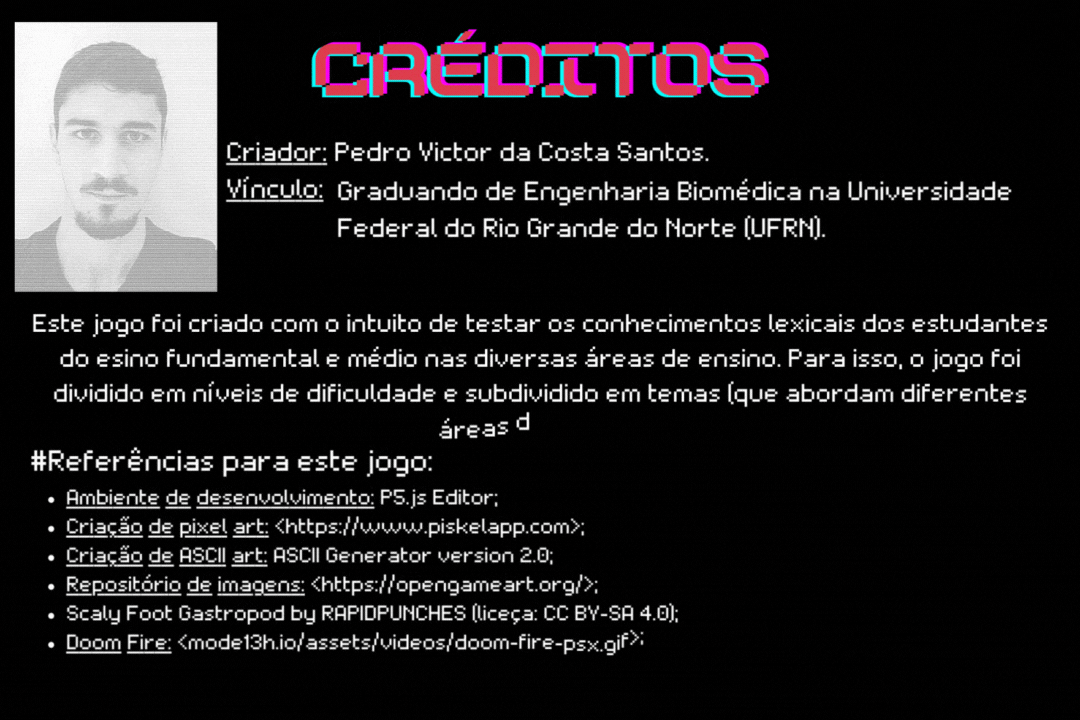 CRÉDITOS
Criador: Pedro Victor da Costa Santos.
Vínculo: Graduando de Engenharia Biomédica na Universidade
Federal do Rio Grande do Norte (UFRN).
Este jogo foi criado com o intuito de testar os conhecimentos lexicais dos estudantes
do esino fundamental e médio nas diversas áreas de ensino. Para isso, o jogo foi
dividido em níveis de dificuldade e subdividido em temas (que abordam diferentes
áreas d
#Referências para este jogo:
• Ambiente de desenvolvimento: P5.js Editor;
• Criação de pixel art: <https://www.piskelapp.com>;
• Criação de ASCII art: ASCII Generator version 2.0;
• Repositório de imagens: <https://opengameart.org/>;
• Scaly Foot Gastropod by RAPIDPUNCHES (liceça: CC BY-SA 4.0);
• Doom Fire: <mode13h.io/assets/videos/doom-fire-psx.gif>;